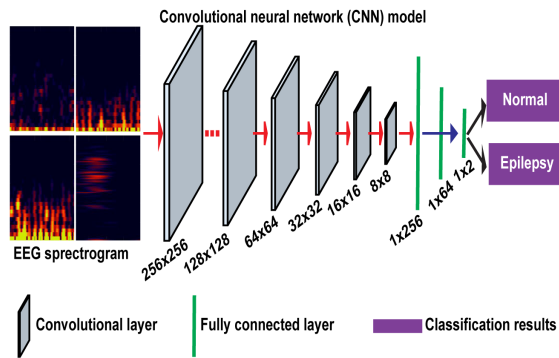 Convolutional neural network (CNN) model
Normal
Epilepsy
EEG sprectrogram
256x256
128x128
64x64
32x32
16x16
8x8
1x256
1x64
1x2
Convolutional layer
Fully connected layer
Classification results